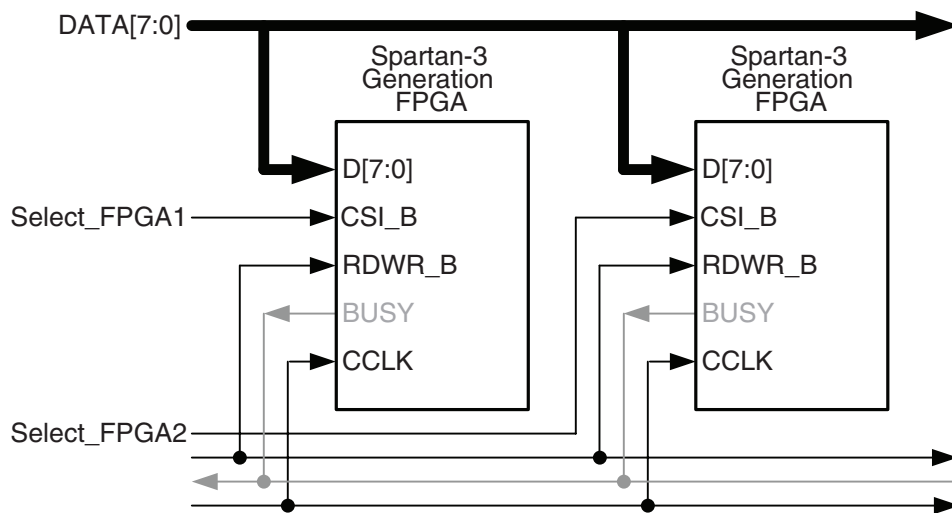 DATA[7:0]
Spartan-3
Generation
FPGA
D[7:0]
CSI_B
RDWR_B
BUSY
CCLK
Spartan-3
Generation
FPGA
D[7:0]
CSI_B
RDWR_B
BUSY
CCLK
Select_FPGA1
Select_FPGA2